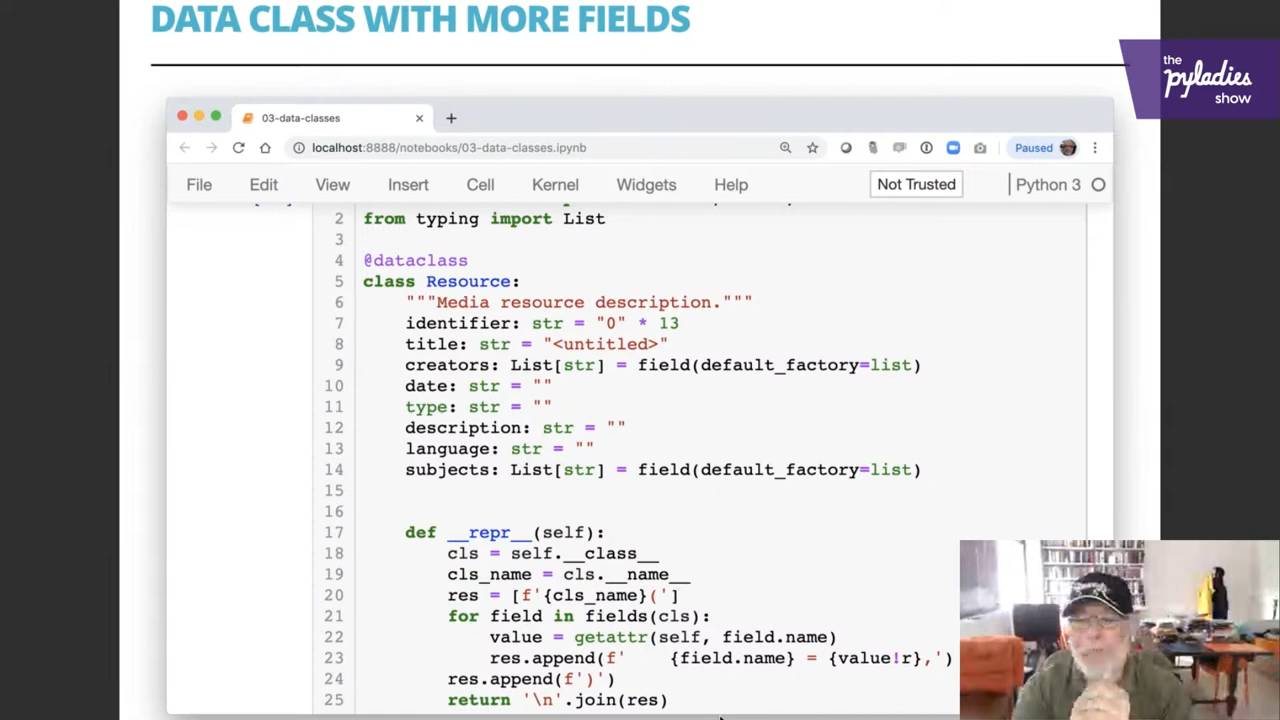 DATA CLASS WITH MORE FIELDS
the
pyladies
show
03-data-classes
localhost:8888/notebooks/03-data-classes.ipynb
Paused
File Edit View Insert Cell Kernel Widgets Help Not Trusted Python 3
2 from typing import List
3
4 @dataclass
5 class Resource:
6 """Media resource description."""
7 identifier: str = "0" * 13
8 title: str = "<untitled>"
9 creators: List[str] = field(default_factory=list)
10 date: str = ""
11 type: str = ""
12 description: str = ""
13 language: str = ""
14 subjects: List[str] = field(default_factory=list)
15
16
17 def __repr__(self):
18 cls = self.__class__
19 cls_name = cls.__name__
20 res = [f'{cls_name}(']
21 for field in fields(cls):
22 value = getattr(self, field.name)
23 res.append(f'    {field.name} = {value!r},')
24 res.append(f')')
25 return '\n'.join(res)